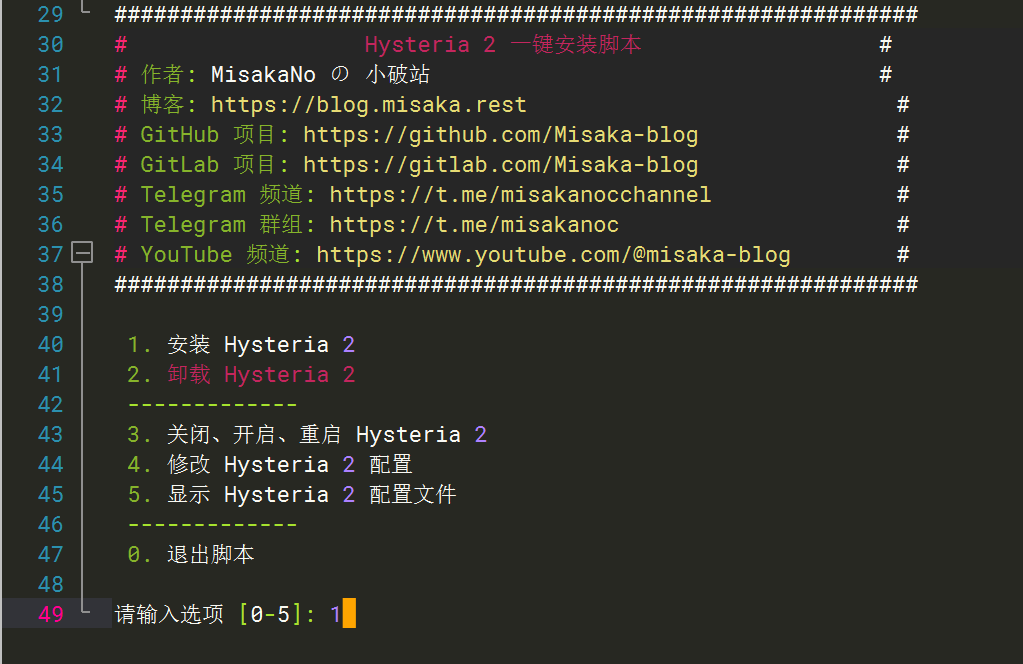 29 #############################################################
30 # Hysteria 2 一键安装脚本 #
31 # 作者: MisakaNo の 小破站 #
32 # 博客: https://blog.misaka.rest #
33 # GitHub 项目: https://github.com/Misaka-blog #
34 # GitLab 项目: https://gitlab.com/Misaka-blog #
35 # Telegram 频道: https://t.me/misakanocchannel #
36 # Telegram 群组: https://t.me/misakanoc #
37 # YouTube 频道: https://www.youtube.com/@misaka-blog #
38 #############################################################
39
40 1. 安装 Hysteria 2
41 2. 卸载 Hysteria 2
42 -------------
43 3. 关闭、开启、重启 Hysteria 2
44 4. 修改 Hysteria 2 配置
45 5. 显示 Hysteria 2 配置文件
46 -------------
47 0. 退出脚本
48
49 请输入选项 [0-5]: 1